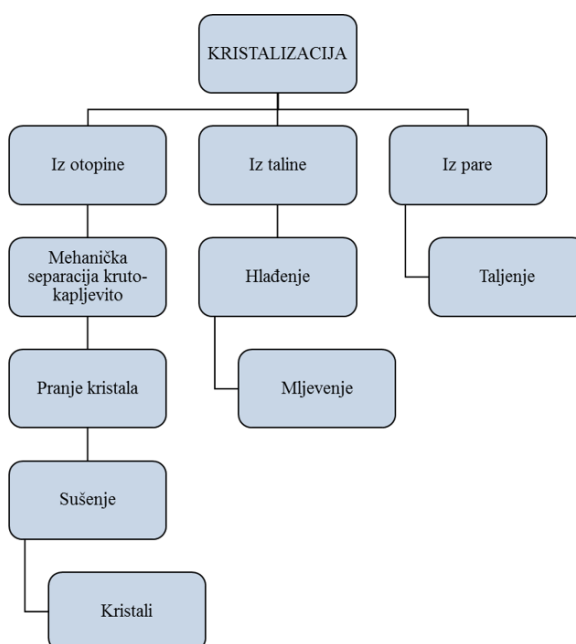 KRISTALIZACIJA
Iz otopine
Iz taline
Iz pare
Mehanička
separacija kruto-
kapljevito
Hlađenje
Taljenje
Pranje kristala
Mljevenje
Sušenje
Kristali